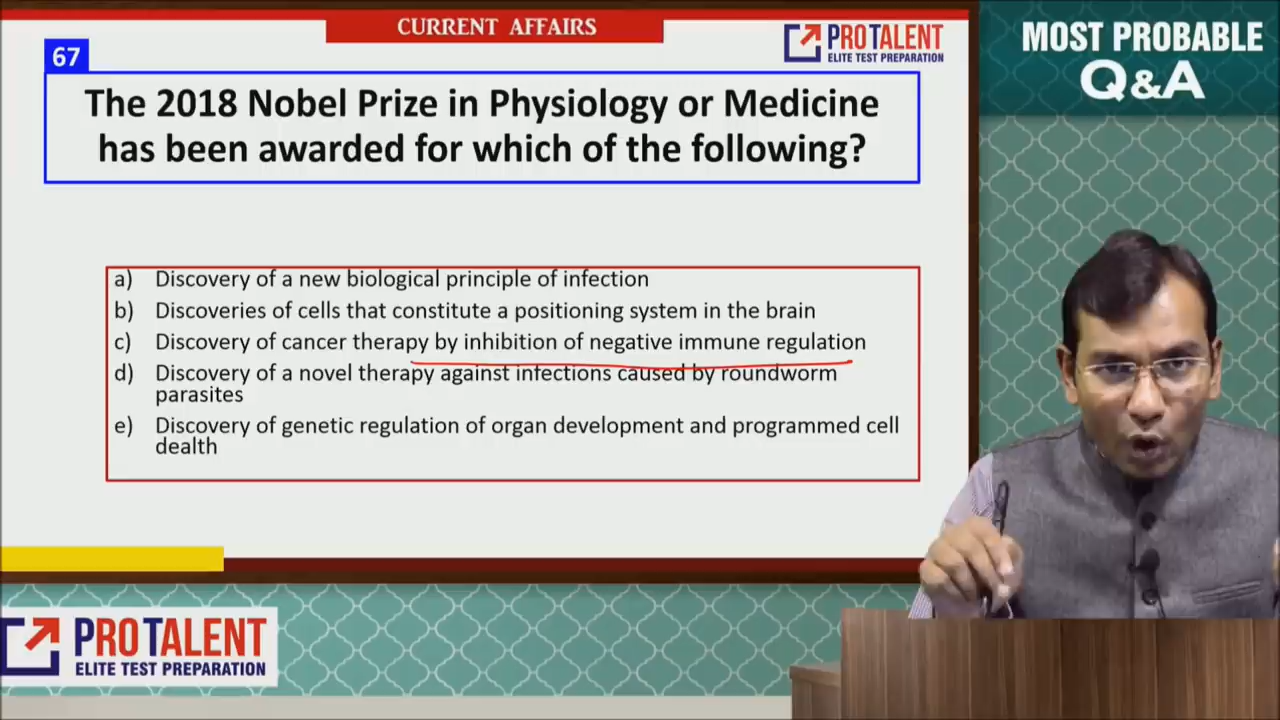 CURRENT AFFAIRS
PROTALENT
ELITE TEST PREPARATION
MOST PROBABLE
Q&A
67
The 2018 Nobel Prize in Physiology or Medicine
has been awarded for which of the following?
a) Discovery of a new biological principle of infection
b) Discoveries of cells that constitute a positioning system in the brain
c) Discovery of cancer therapy by inhibition of negative immune regulation
d) Discovery of a novel therapy against infections caused by roundworm
parasites
e) Discovery of genetic regulation of organ development and programmed cell
dealth
PROTALENT
ELITE TEST PREPARATION